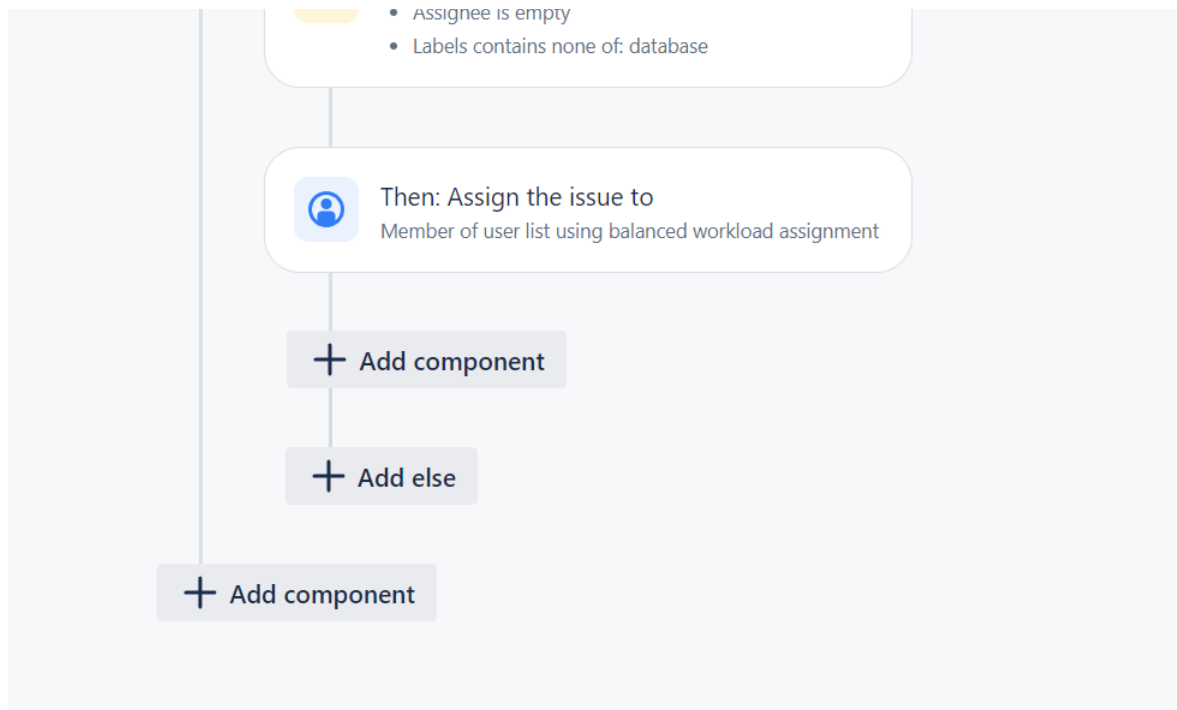 Assignee is empty
Labels contains none of: database
Then: Assign the issue to
Member of user list using balanced workload assignment
Add component
Add else
Add component